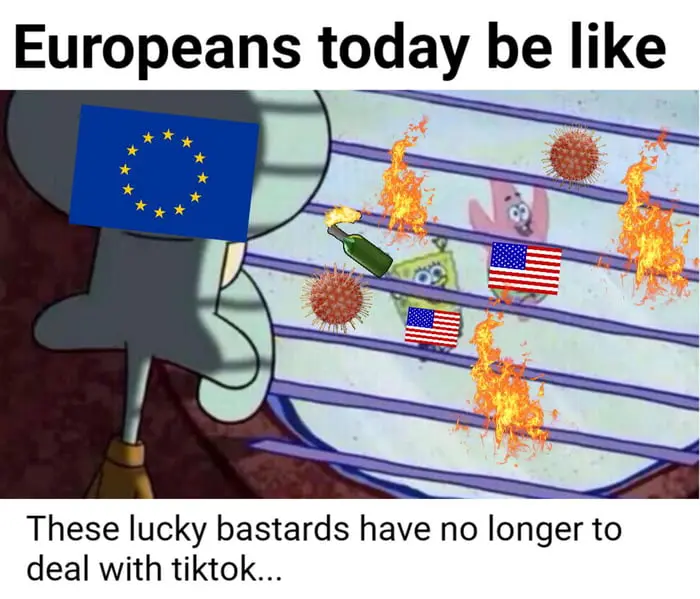 Europeans today be like
These lucky bastards have no longer to
deal with tiktok...